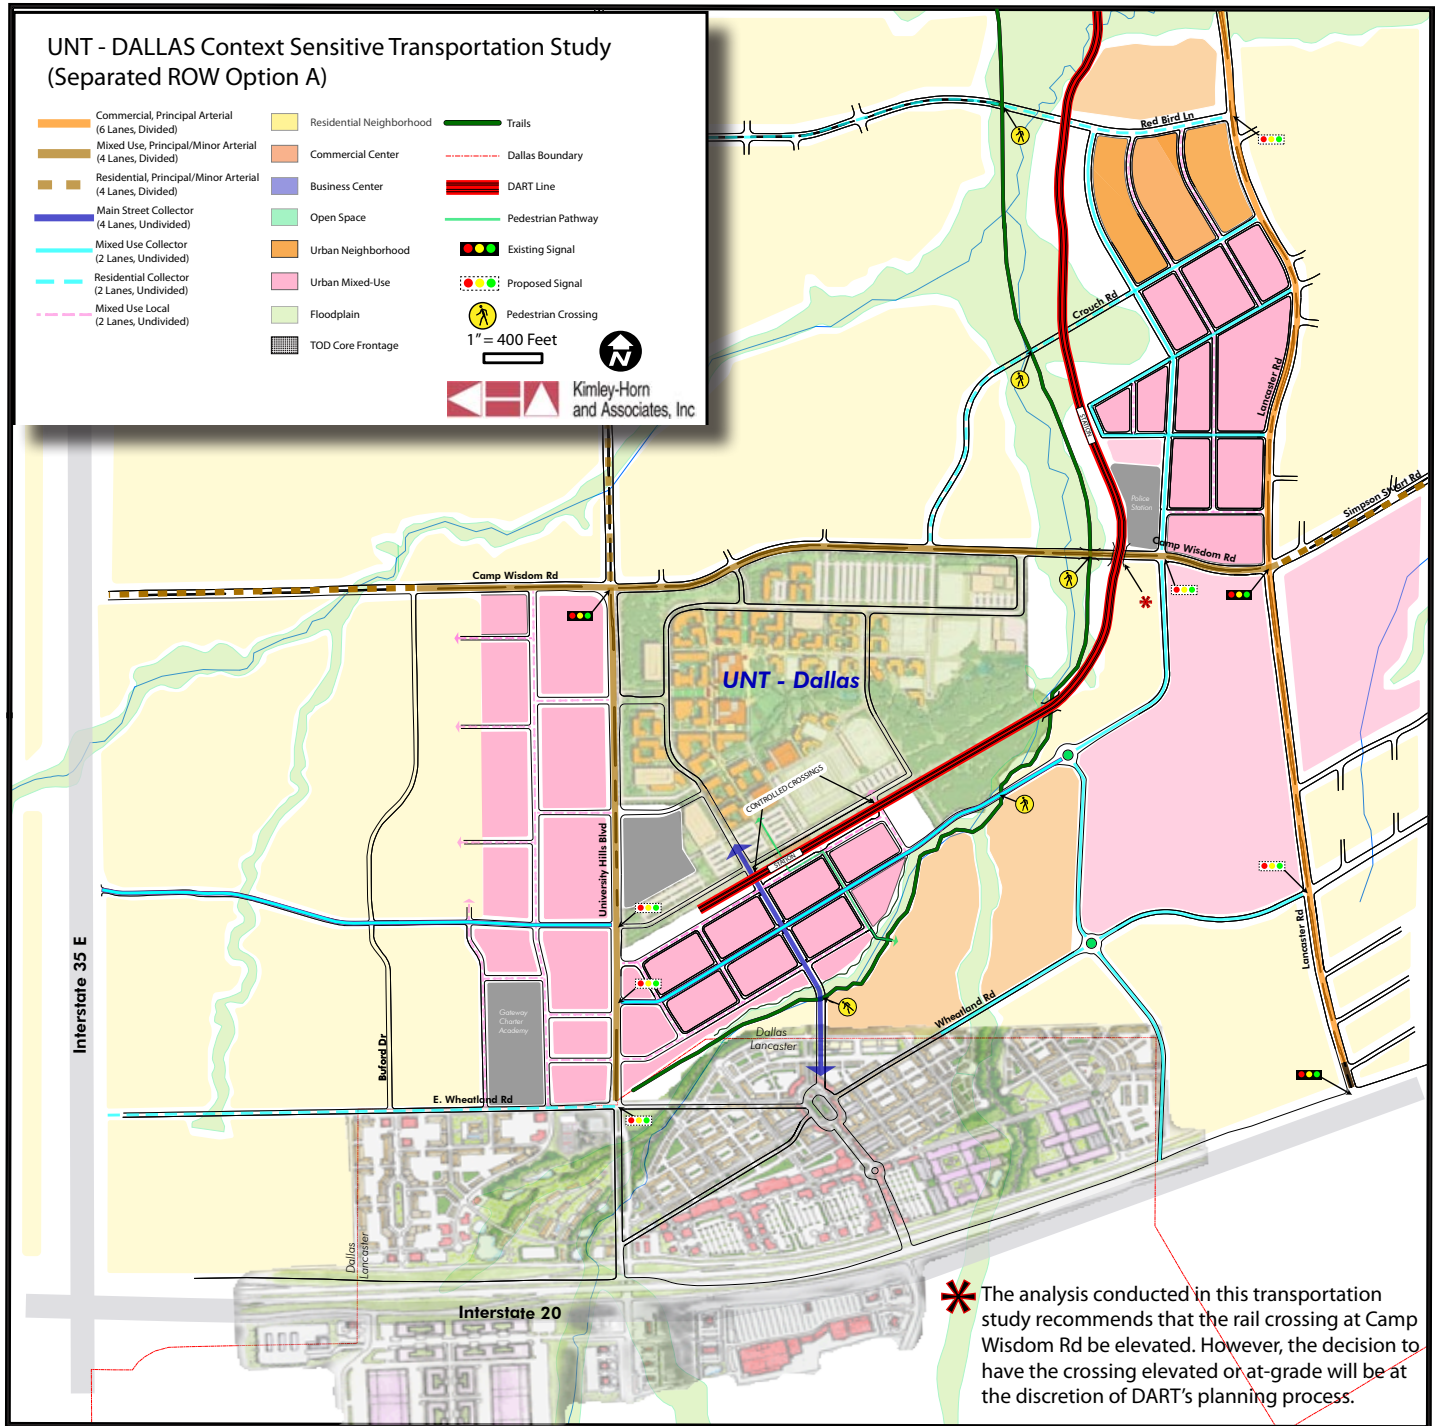 UNT - DALLAS Context Sensitive Transportation Study
(Separated ROW Option A)
Commercial, Principal Arterial
(6 Lanes, Divided)
Mixed Use, Principal/Minor Arterial
(4 Lanes, Divided)
Residential, Principal/Minor Arterial
(4 Lanes, Divided)
Main Street Collector
(4 Lanes, Undivided)
Mixed Use Collector
(2 Lanes, Undivided)
Residential Collector
(2 Lanes, Undivided)
Mixed Use Local
(2 Lanes, Undivided)
Residential Neighborhood
Commercial Center
Business Center
Open Space
Urban Neighborhood
Urban Mixed-Use
Floodplain
TOD Core Frontage
Trails
Dallas Boundary
DART Line
Pedestrian Pathway
Existing Signal
Proposed Signal
Pedestrian Crossing
1" = 400 Feet
N
Kimley-Horn
and Associates, Inc
Red Bird Ln
Crouch Rd
Lancaster Rd
STATION
Police
Station
Simpson Stuart Rd
Camp Wisdom Rd
Camp Wisdom Rd
UNT - Dallas
CONTROLLED CROSSINGS
STATION
University Hills Blvd
Lancaster Rd
Interstate 35 E
Gateway
Charter
Academy
Buford Dr
Wheatland Rd
Dallas
Lancaster
E. Wheatland Rd
Dallas
Lancaster
Interstate 20
The analysis conducted in this transportation
study recommends that the rail crossing at Camp
Wisdom Rd be elevated. However, the decision to
have the crossing elevated or at-grade will be at
the discretion of DART's planning process.